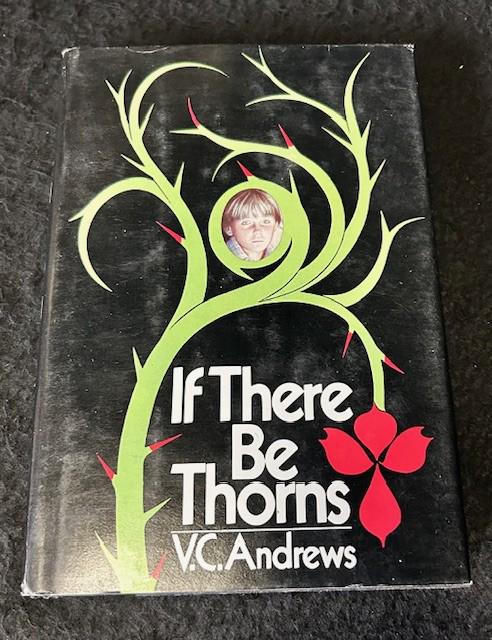 If There
Be
Thorns
V.C. Andrews